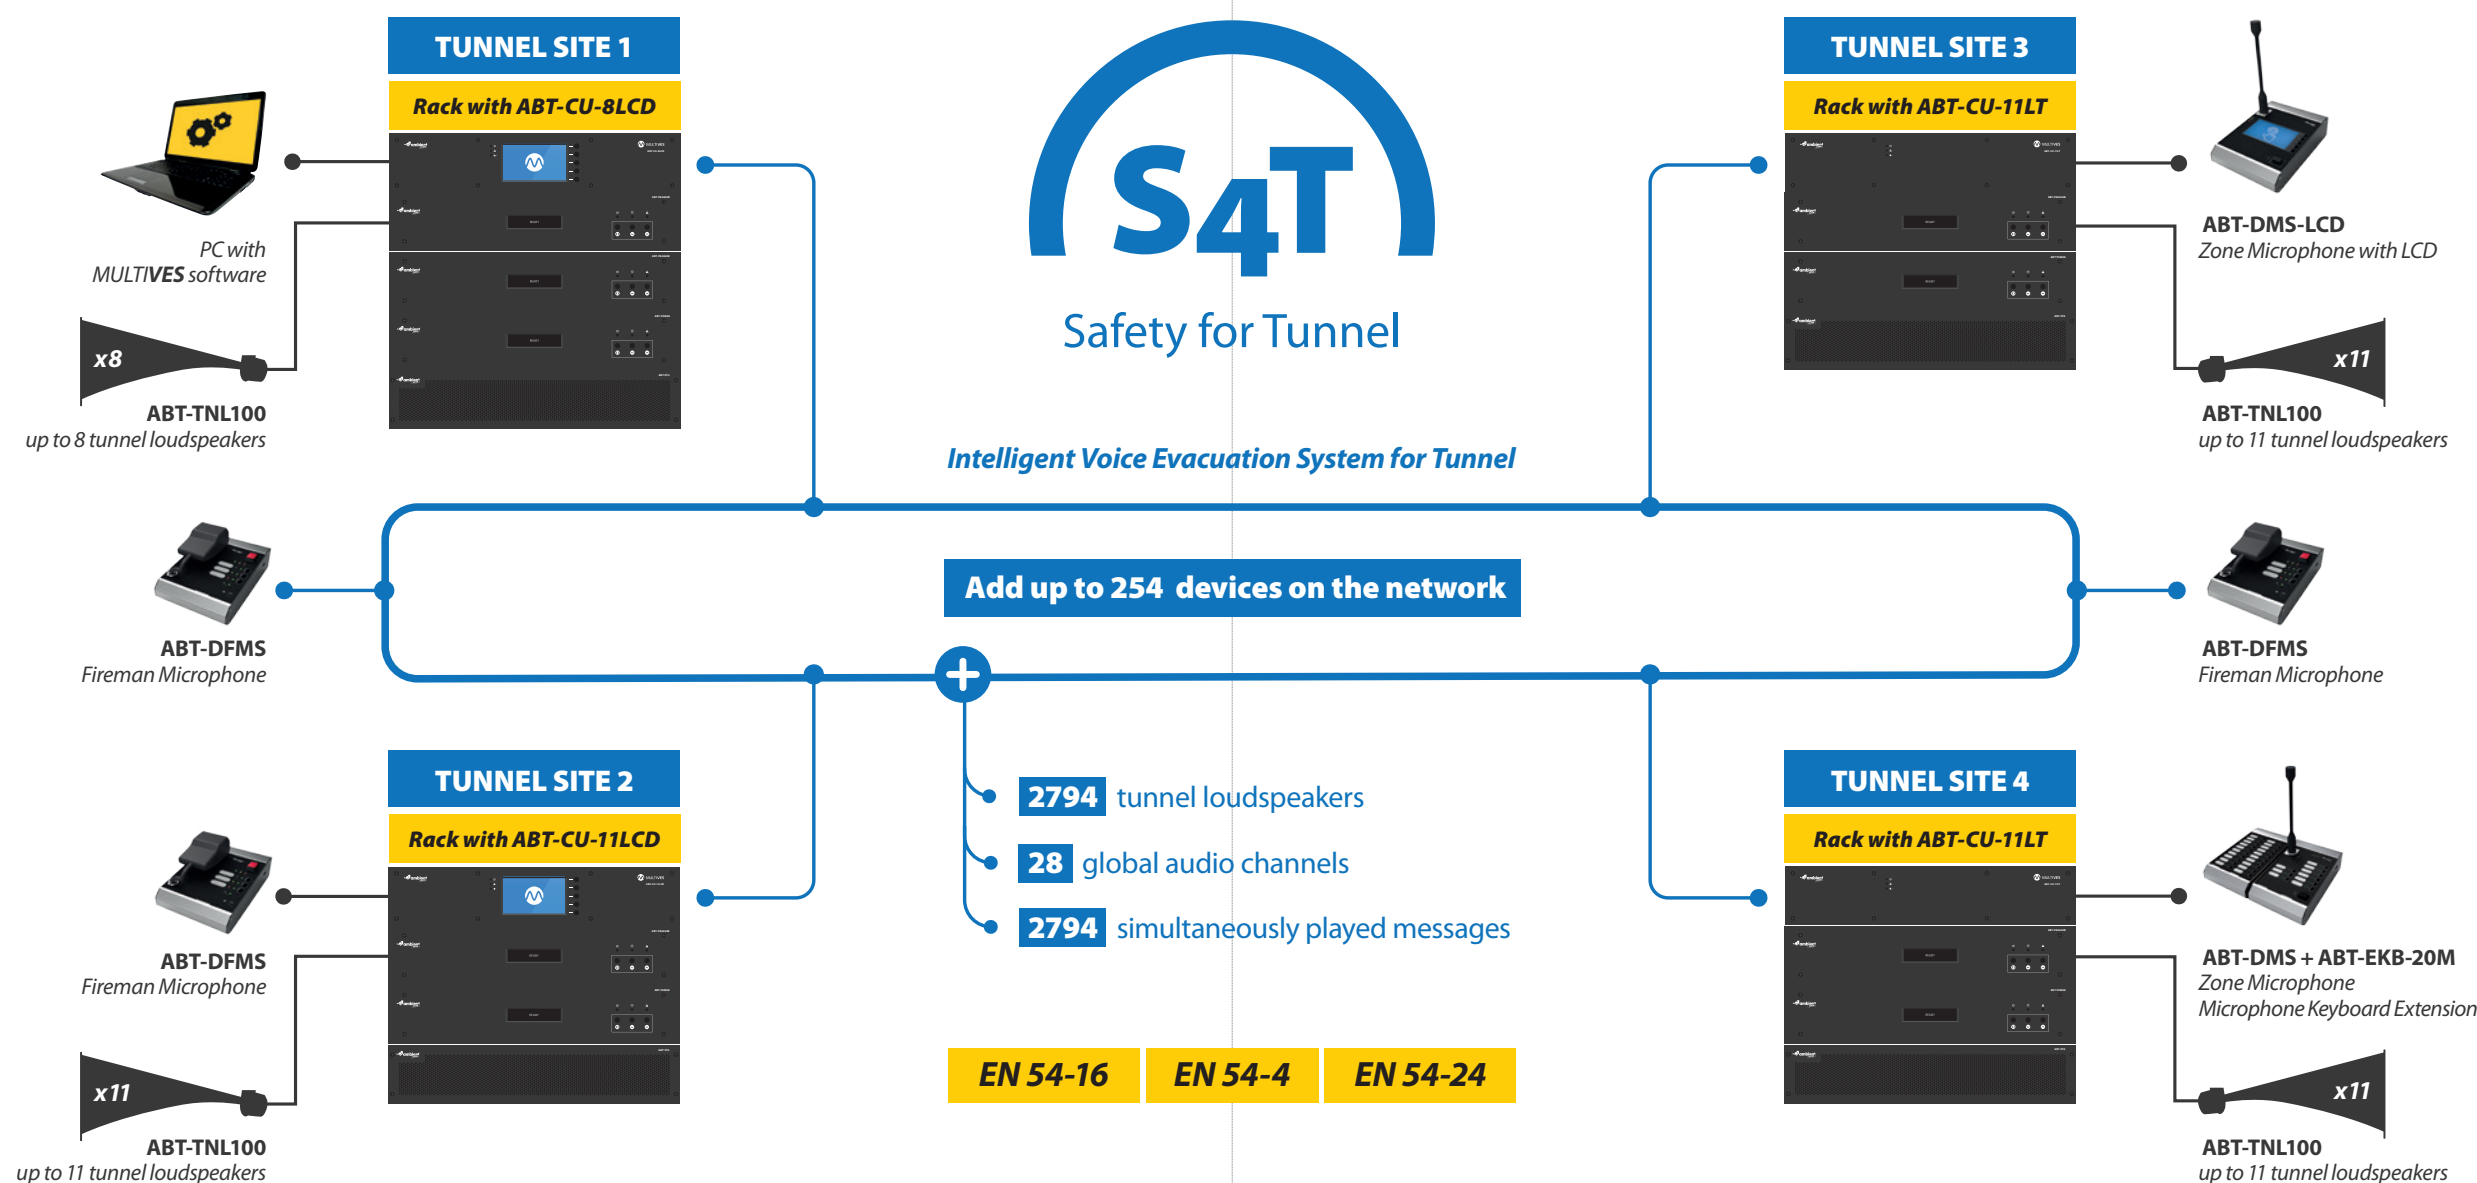 TUNNEL SITE 1
Rack with ABT-CU-8LCD
PC with
MULTIVES software
x8
ABT-TNL100
up to 8 tunnel loudspeakers
ABT-DFMS
Fireman Microphone
TUNNEL SITE 2
Rack with ABT-CU-11LCD
ABT-DFMS
Fireman Microphone
x11
ABT-TNL100
up to 11 tunnel loudspeakers
S4T
Safety for Tunnel
Intelligent Voice Evacuation System for Tunnel
Add up to 254 devices on the network
2794 tunnel loudspeakers
28 global audio channels
2794 simultaneously played messages
EN 54-16 EN 54-4 EN 54-24
TUNNEL SITE 3
Rack with ABT-CU-11LT
ABT-DMS-LCD
Zone Microphone with LCD
x11
ABT-TNL100
up to 11 tunnel loudspeakers
ABT-DFMS
Fireman Microphone
TUNNEL SITE 4
Rack with ABT-CU-11LT
ABT-DMS + ABT-EKB-20M
Zone Microphone
Microphone Keyboard Extension
x11
ABT-TNL100
up to 11 tunnel loudspeakers